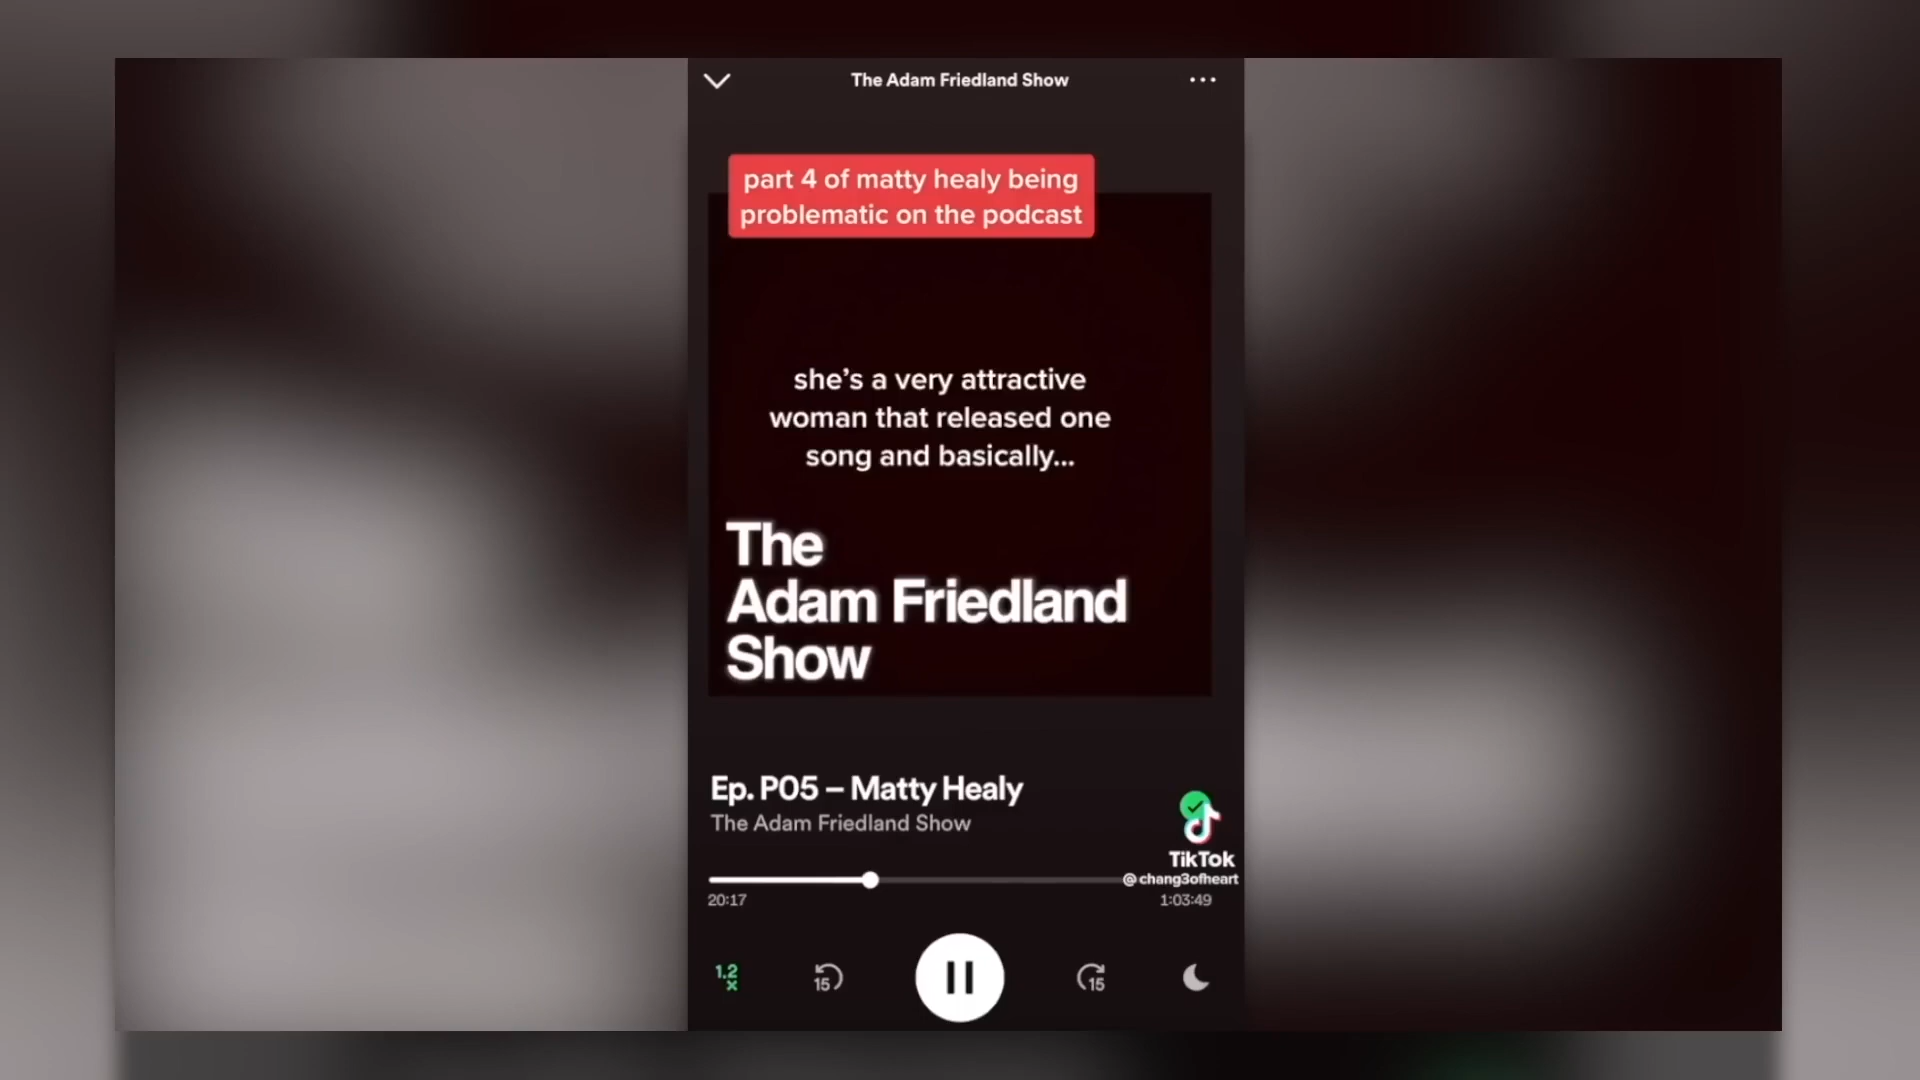 The Adam Friedland Show
part 4 of matty healy being
problematic on the podcast
she's a very attractive
woman that released one
song and basically...
The
Adam Friedland
Show
Ep. P05 – Matty Healy
The Adam Friedland Show
TikTok
@chang3ofheart
20:17
1:03:49
1.2
x
15
15